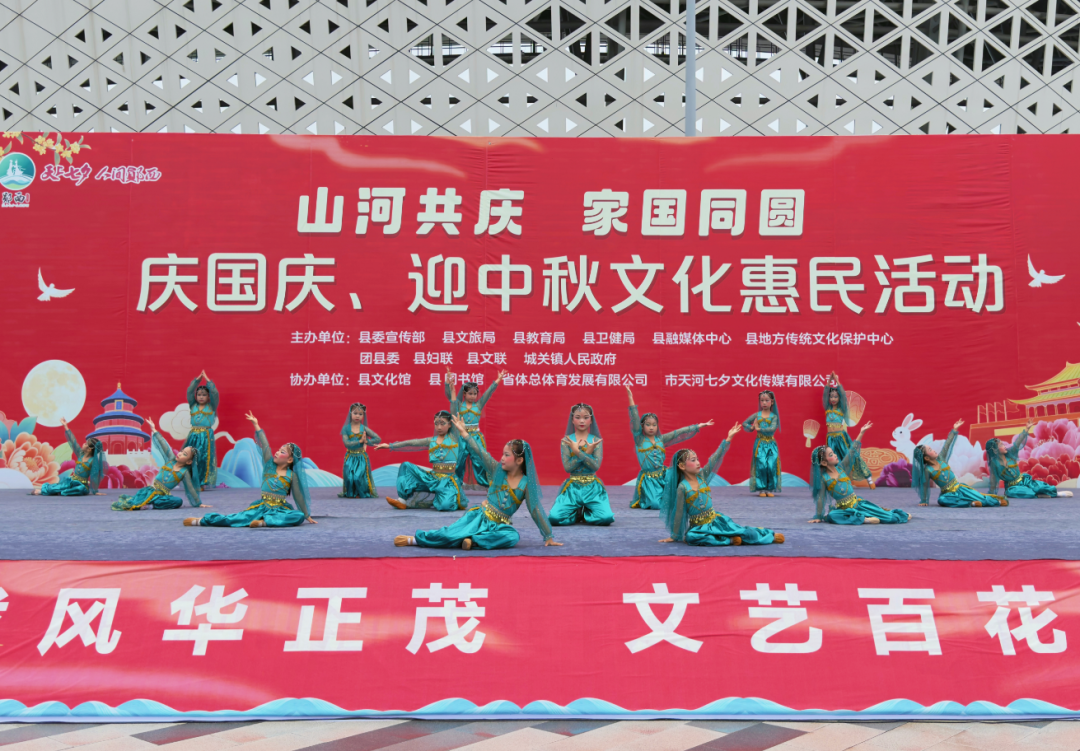 天上七夕 人间郧西
郧西
山河共庆 家国同圆
庆国庆、迎中秋文化惠民活动
主办单位：县委宣传部 县文旅局 县教育局 县卫健局 县融媒体中心 县地方传统文化保护中心
团县委 县妇联 县文联 城关镇人民政府
协办单位：县文化馆 县图书馆 省体总体育发展有限公司 市天河七夕文化传媒有限公司
风华正茂 文艺百花